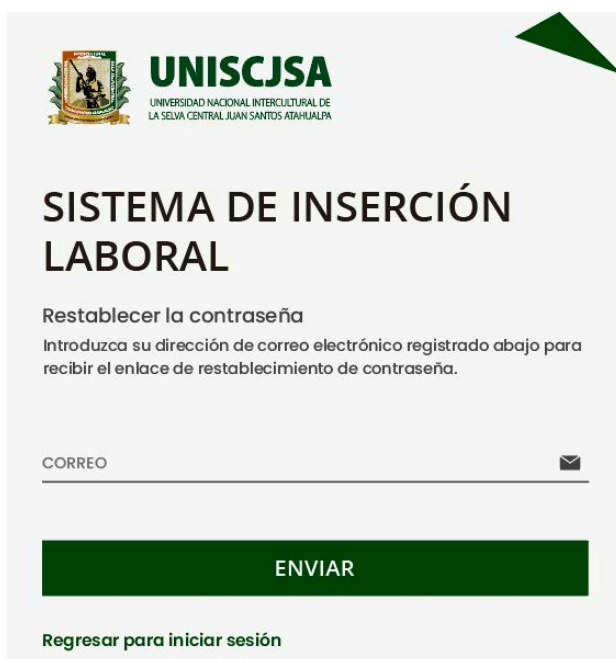 UNISCJSA
UNIVERSIDAD NACIONAL INTERCULTURAL DE
LA SELVA CENTRAL JUAN SANTOS ATAHUALPA
SISTEMA DE INSERCIÓN
LABORAL
Restablecer la contraseña
Introduzca su dirección de correo electrónico registrado abajo para
recibir el enlace de restablecimiento de contraseña.
CORREO
ENVIAR
Regresar para iniciar sesión